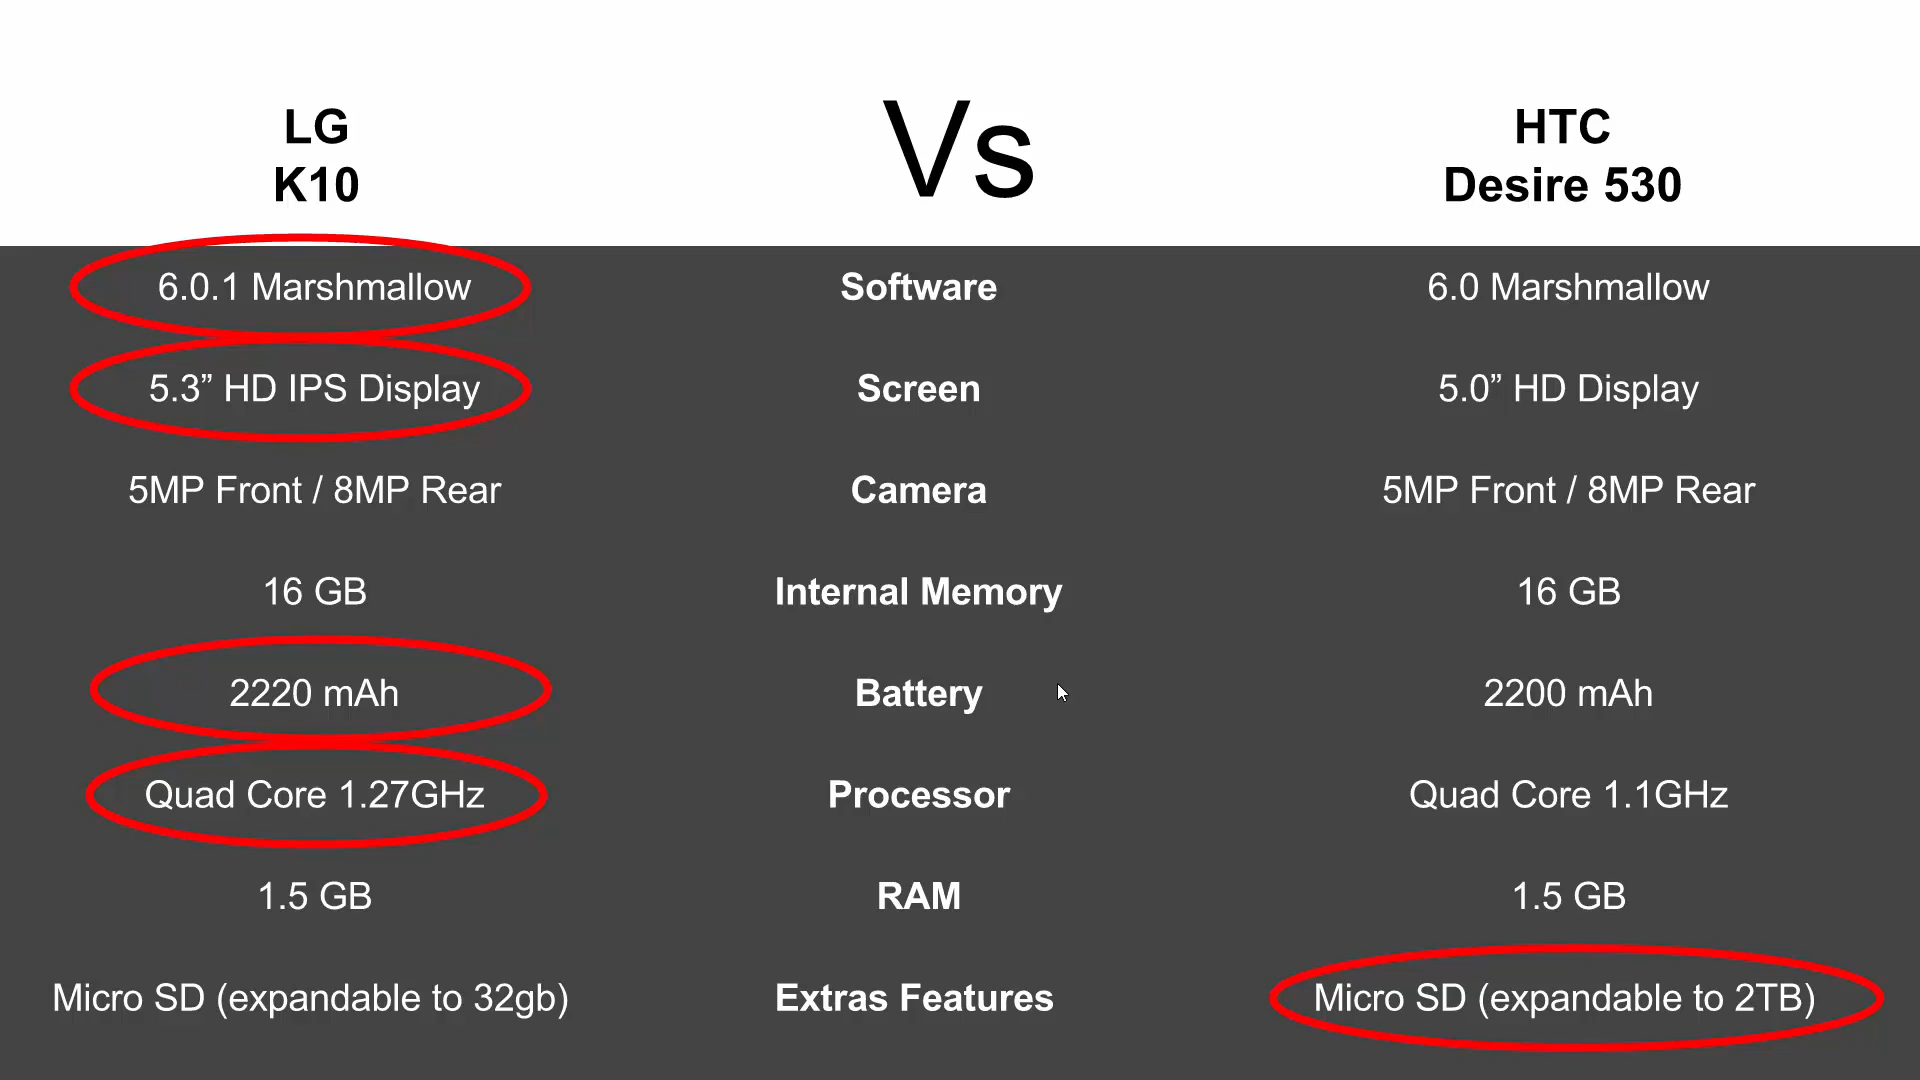 LG
K10
Vs
HTC
Desire 530
6.0.1 Marshmallow
Software
6.0 Marshmallow
5.3” HD IPS Display
Screen
5.0” HD Display
5MP Front / 8MP Rear
Camera
5MP Front / 8MP Rear
16 GB
Internal Memory
16 GB
2220 mAh
Battery
2200 mAh
Quad Core 1.27GHz
Processor
Quad Core 1.1GHz
1.5 GB
RAM
1.5 GB
Micro SD (expandable to 32gb)
Extras Features
Micro SD (expandable to 2TB)